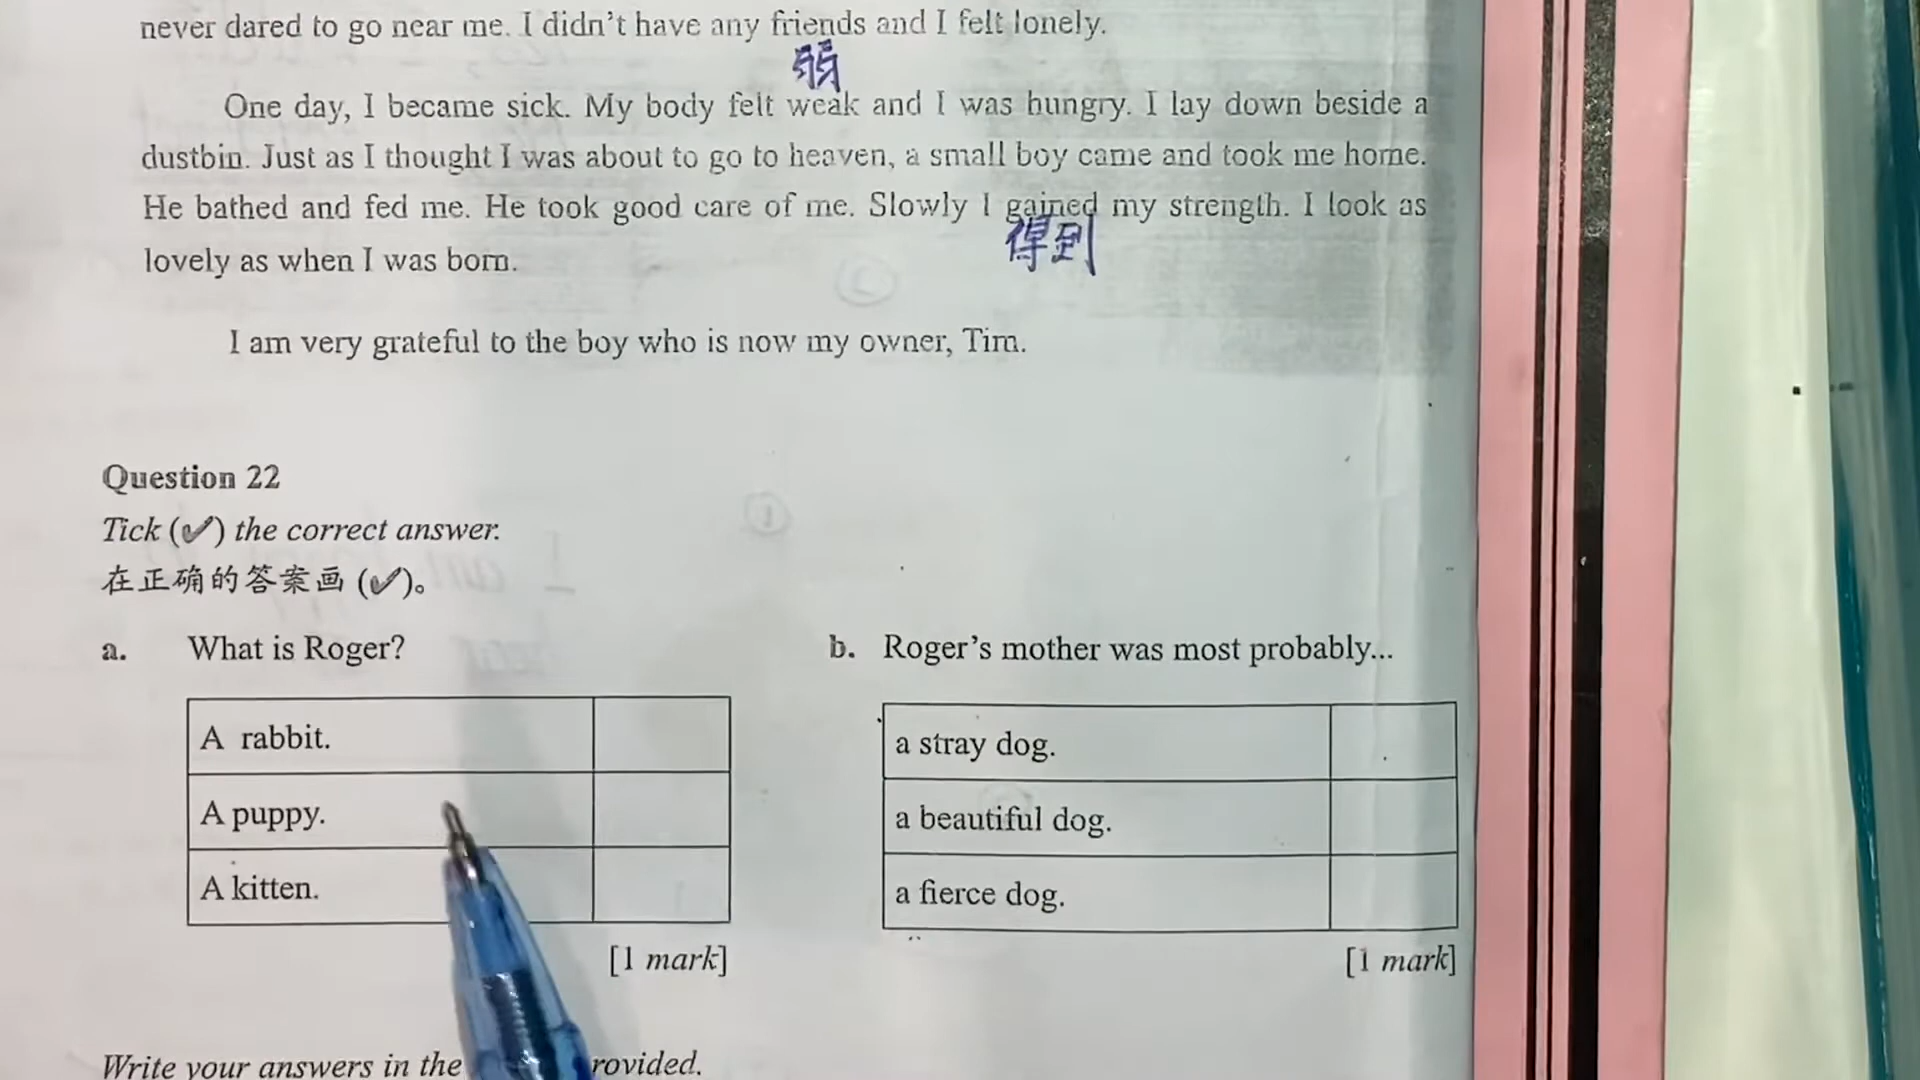 never dared to go near me. I didn't have any friends and I felt lonely.
弱
One day, I became sick. My body felt weak and I was hungry. I lay down beside a
dustbin. Just as I thought I was about to go to heaven, a small boy came and took me home.
He bathed and fed me. He took good care of me. Slowly I gained my strength. I look as
得到
lovely as when I was born.
I am very grateful to the boy who is now my owner, Tim.
Question 22
Tick (✓) the correct answer.
在正确的答案画 (✓)。
a. What is Roger?
A rabbit.
A puppy.
A kitten.
[1 mark]
b. Roger's mother was most probably...
a stray dog.
a beautiful dog.
a fierce dog.
[1 mark]
Write your answers in the rovided.